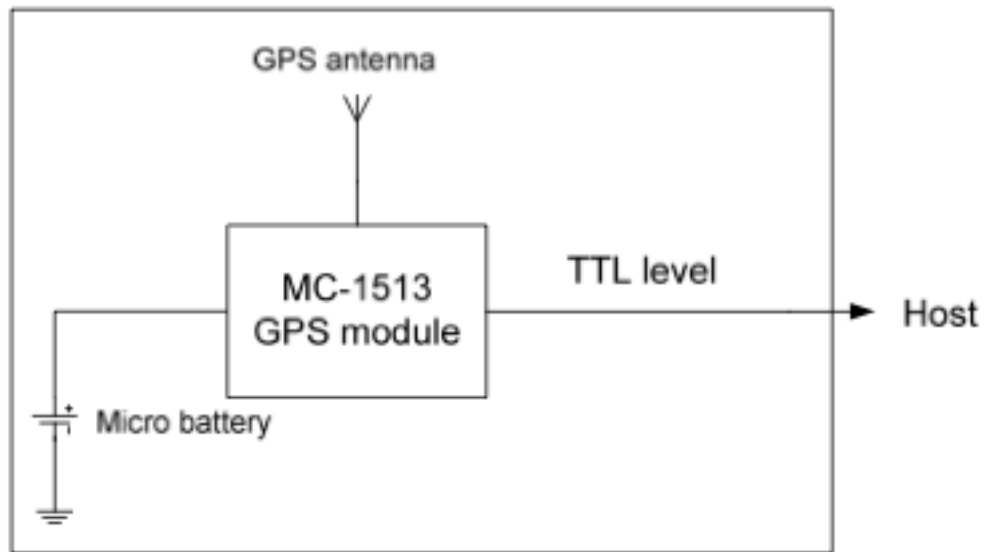 GPS antenna
MC-1513
GPS module
TTL level
Host
+
Micro battery